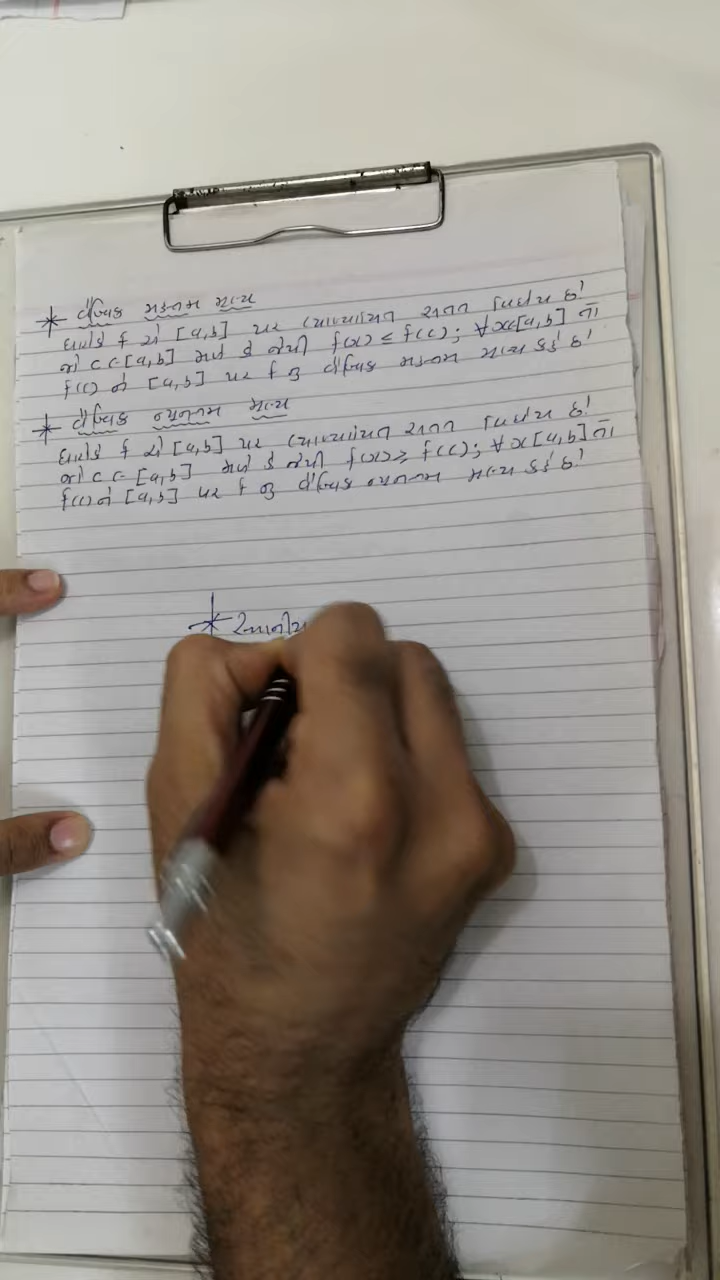 * વૈશ્વિક મહત્તમ મૂલ્ય
ધારોકે f એ [a,b] પર વ્યાખ્યાયિત સતત વિધેય છે.
જો c ∈ [a,b] મળે કે જેથી f(x) ≤ f(c); ∀x∈[a,b] તો
f(c) ને [a,b] પર f નુ વૈશ્વિક મહત્તમ મૂલ્ય કહે છે.
* વૈશ્વિક ન્યૂનતમ મૂલ્ય
ધારોકે f એ [a,b] પર વ્યાખ્યાયિત સતત વિધેય છે.
જો c ∈ [a,b] મળે કે જેથી f(x) ≥ f(c); ∀x[a,b] તો
f(c) ને [a,b] પર f નુ વૈશ્વિક ન્યૂનતમ મૂલ્ય કહે છે.
* સ્થાનીય